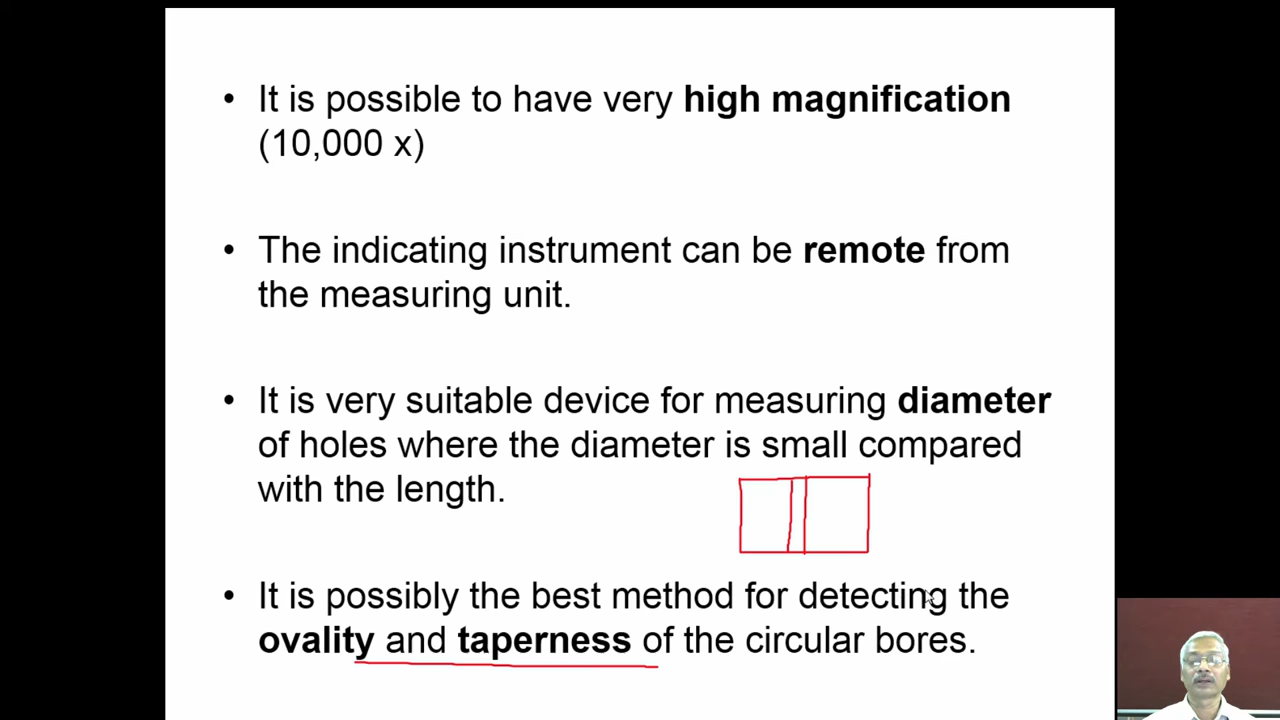 • It is possible to have very high magnification
(10,000 x)
• The indicating instrument can be remote from
the measuring unit.
• It is very suitable device for measuring diameter
of holes where the diameter is small compared
with the length.
• It is possibly the best method for detecting the
ovality and taperness of the circular bores.